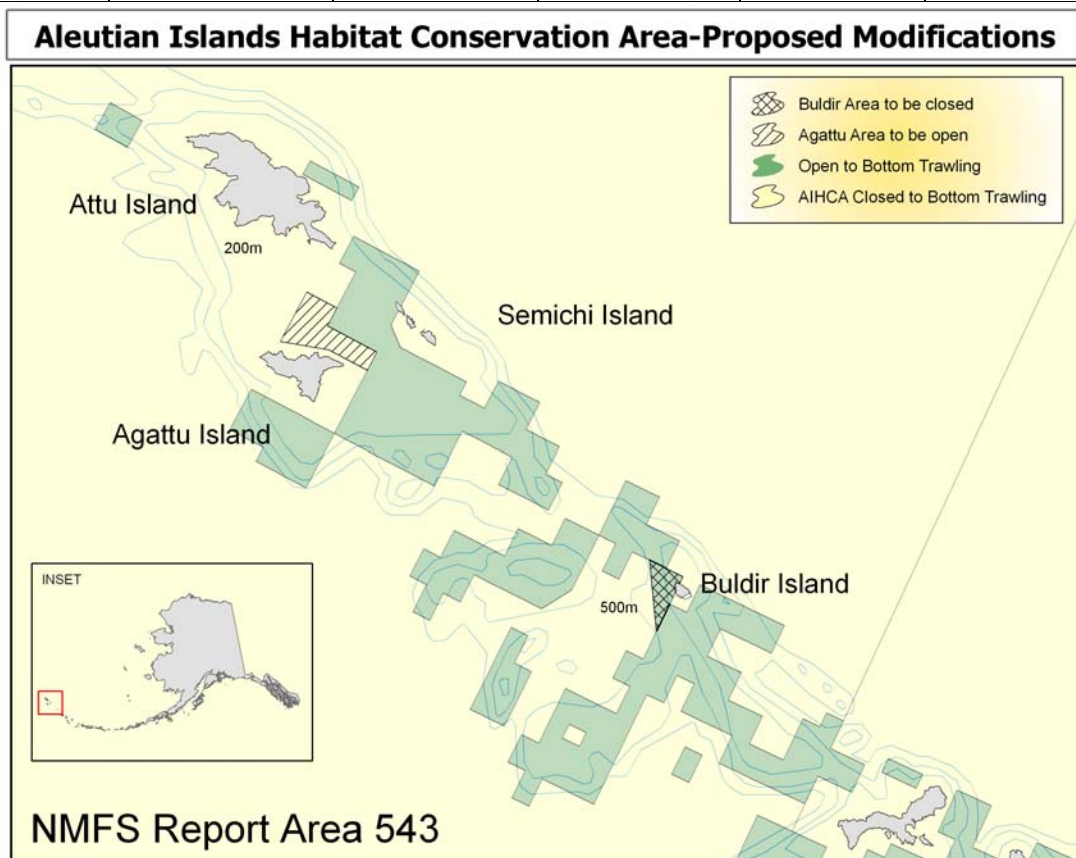 Aleutian Islands Habitat Conservation Area-Proposed Modifications
Buldir Area to be closed
Agattu Area to be open
Open to Bottom Trawling
AIHCA Closed to Bottom Trawling
Attu Island
200m
Semichi Island
Agattu Island
INSET
500m
Buldir Island
NMFS Report Area 543